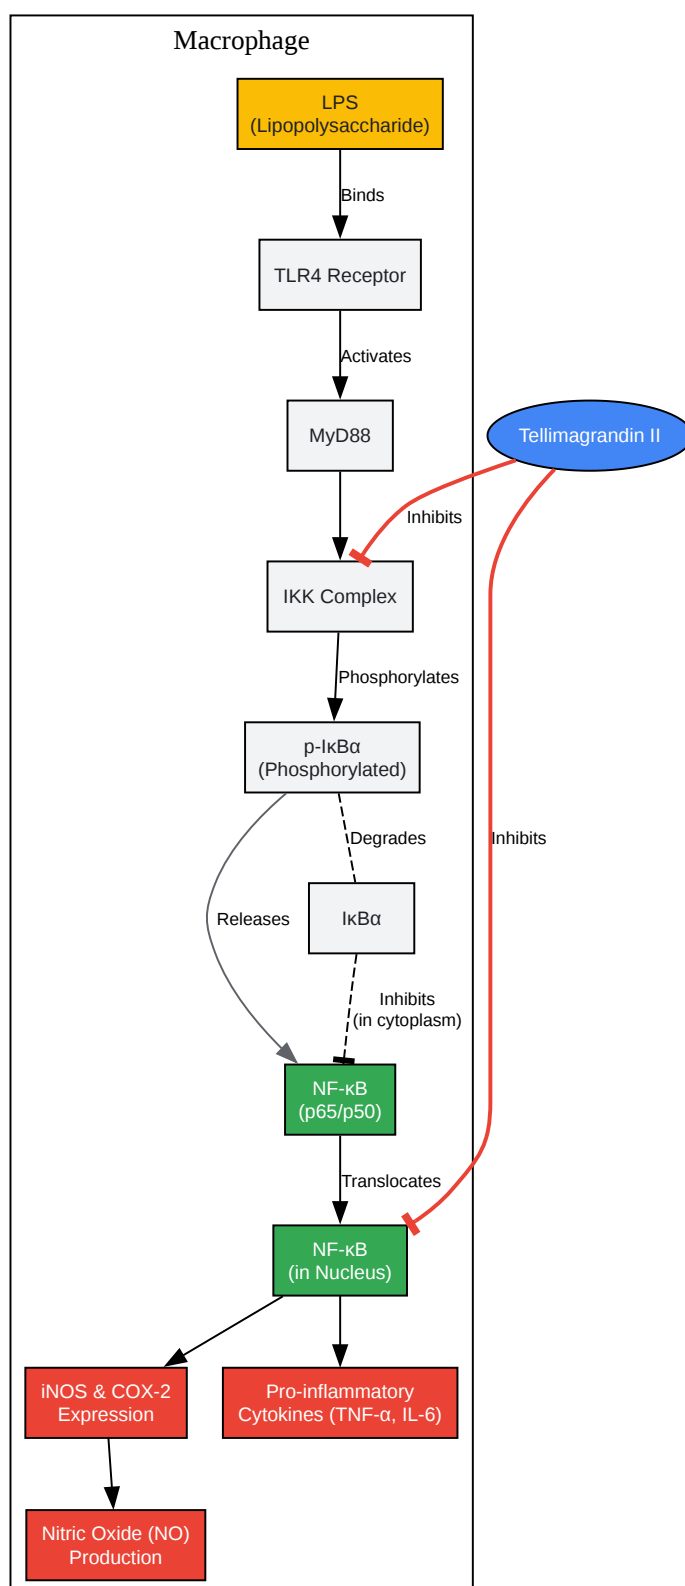 Macrophage
LPS
(Lipopolysaccharide)
Binds
TLR4 Receptor
Activates
MyD88
Tellimagrandin II
Inhibits
IKK Complex
Phosphorylates
p-IκBα
(Phosphorylated)
Degrades
Inhibits
IκBα
Releases
Inhibits
(in cytoplasm)
NF-κB
(p65/p50)
Translocates
NF-κB
(in Nucleus)
iNOS & COX-2
Expression
Pro-inflammatory
Cytokines (TNF-α, IL-6)
Nitric Oxide (NO)
Production